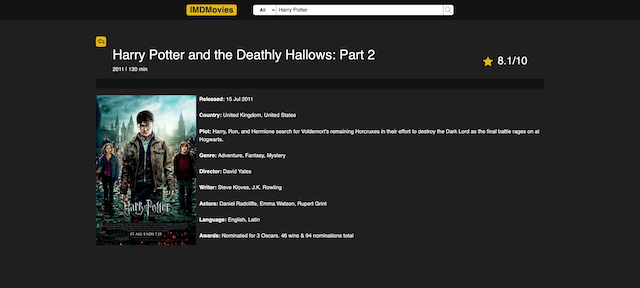 IMDMovies
All
Harry Potter
Harry Potter and the Deathly Hallows: Part 2
2011 | 130 min
8.1/10
Released: 15 Jul 2011
Country: United Kingdom, United States
Plot: Harry, Ron, and Hermione search for Voldemort's remaining Horcruxes in their effort to destroy the Dark Lord as the final battle rages on at
Hogwarts.
Genre: Adventure, Fantasy, Mystery
Director: David Yates
Writer: Steve Kloves, J.K. Rowling
Actors: Daniel Radcliffe, Emma Watson, Rupert Grint
Language: English, Latin
Awards: Nominated for 3 Oscars. 46 wins & 94 nominations total
Harry Potter
IT ALL ENDS 7.15